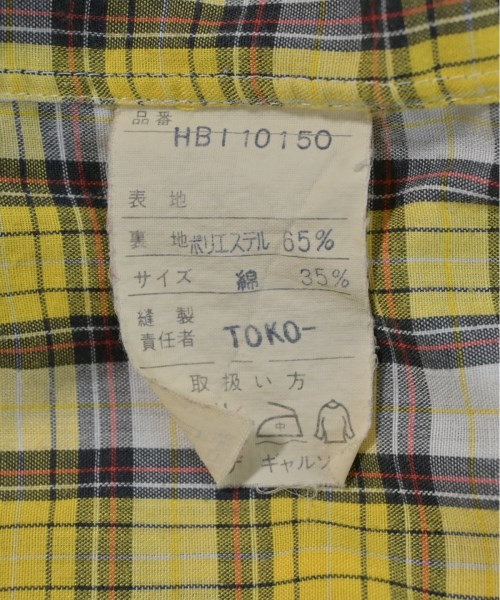 品番 HB110150
表地
裏地 ポリエステル 65%
サイズ 綿 35%
縫製
責任者 TOKO-
取扱い方
中
キャルソ